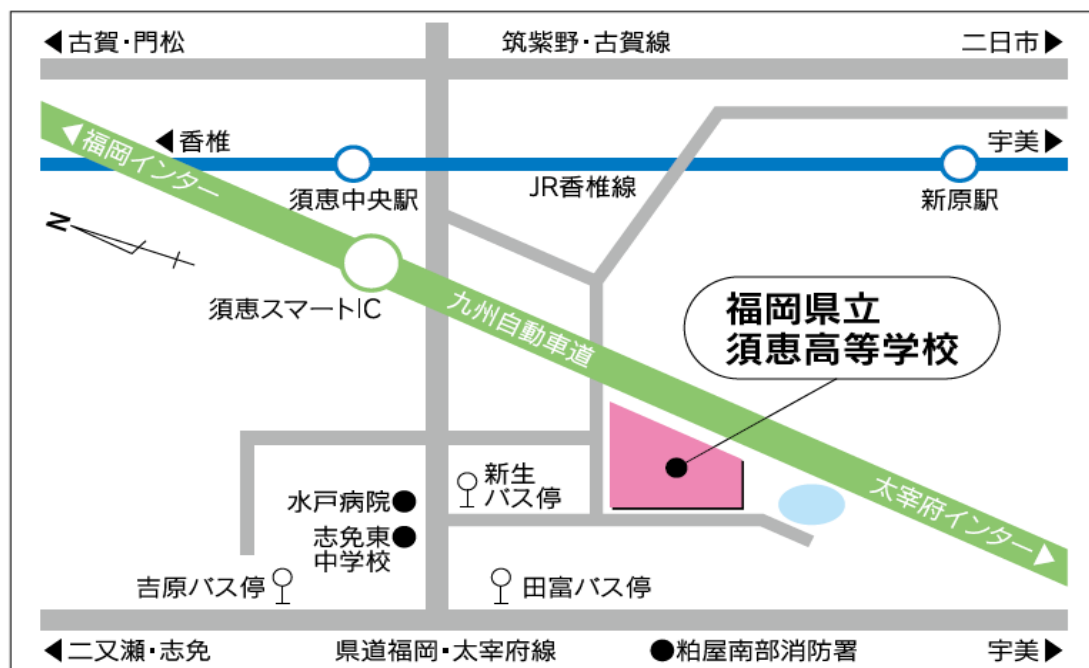 ◀古賀・門松
筑紫野・古賀線
二日市▶
◀福岡インター
◀香椎
宇美▶
須恵中央駅
JR香椎線
新原駅
N
須恵スマートIC
九州自動車道
福岡県立
須恵高等学校
水戸病院●
新生
バス停
志免東●
中学校
太宰府インター▶
吉原バス停
田富バス停
◀二又瀬・志免
県道福岡・太宰府線
●粕屋南部消防署
宇美▶